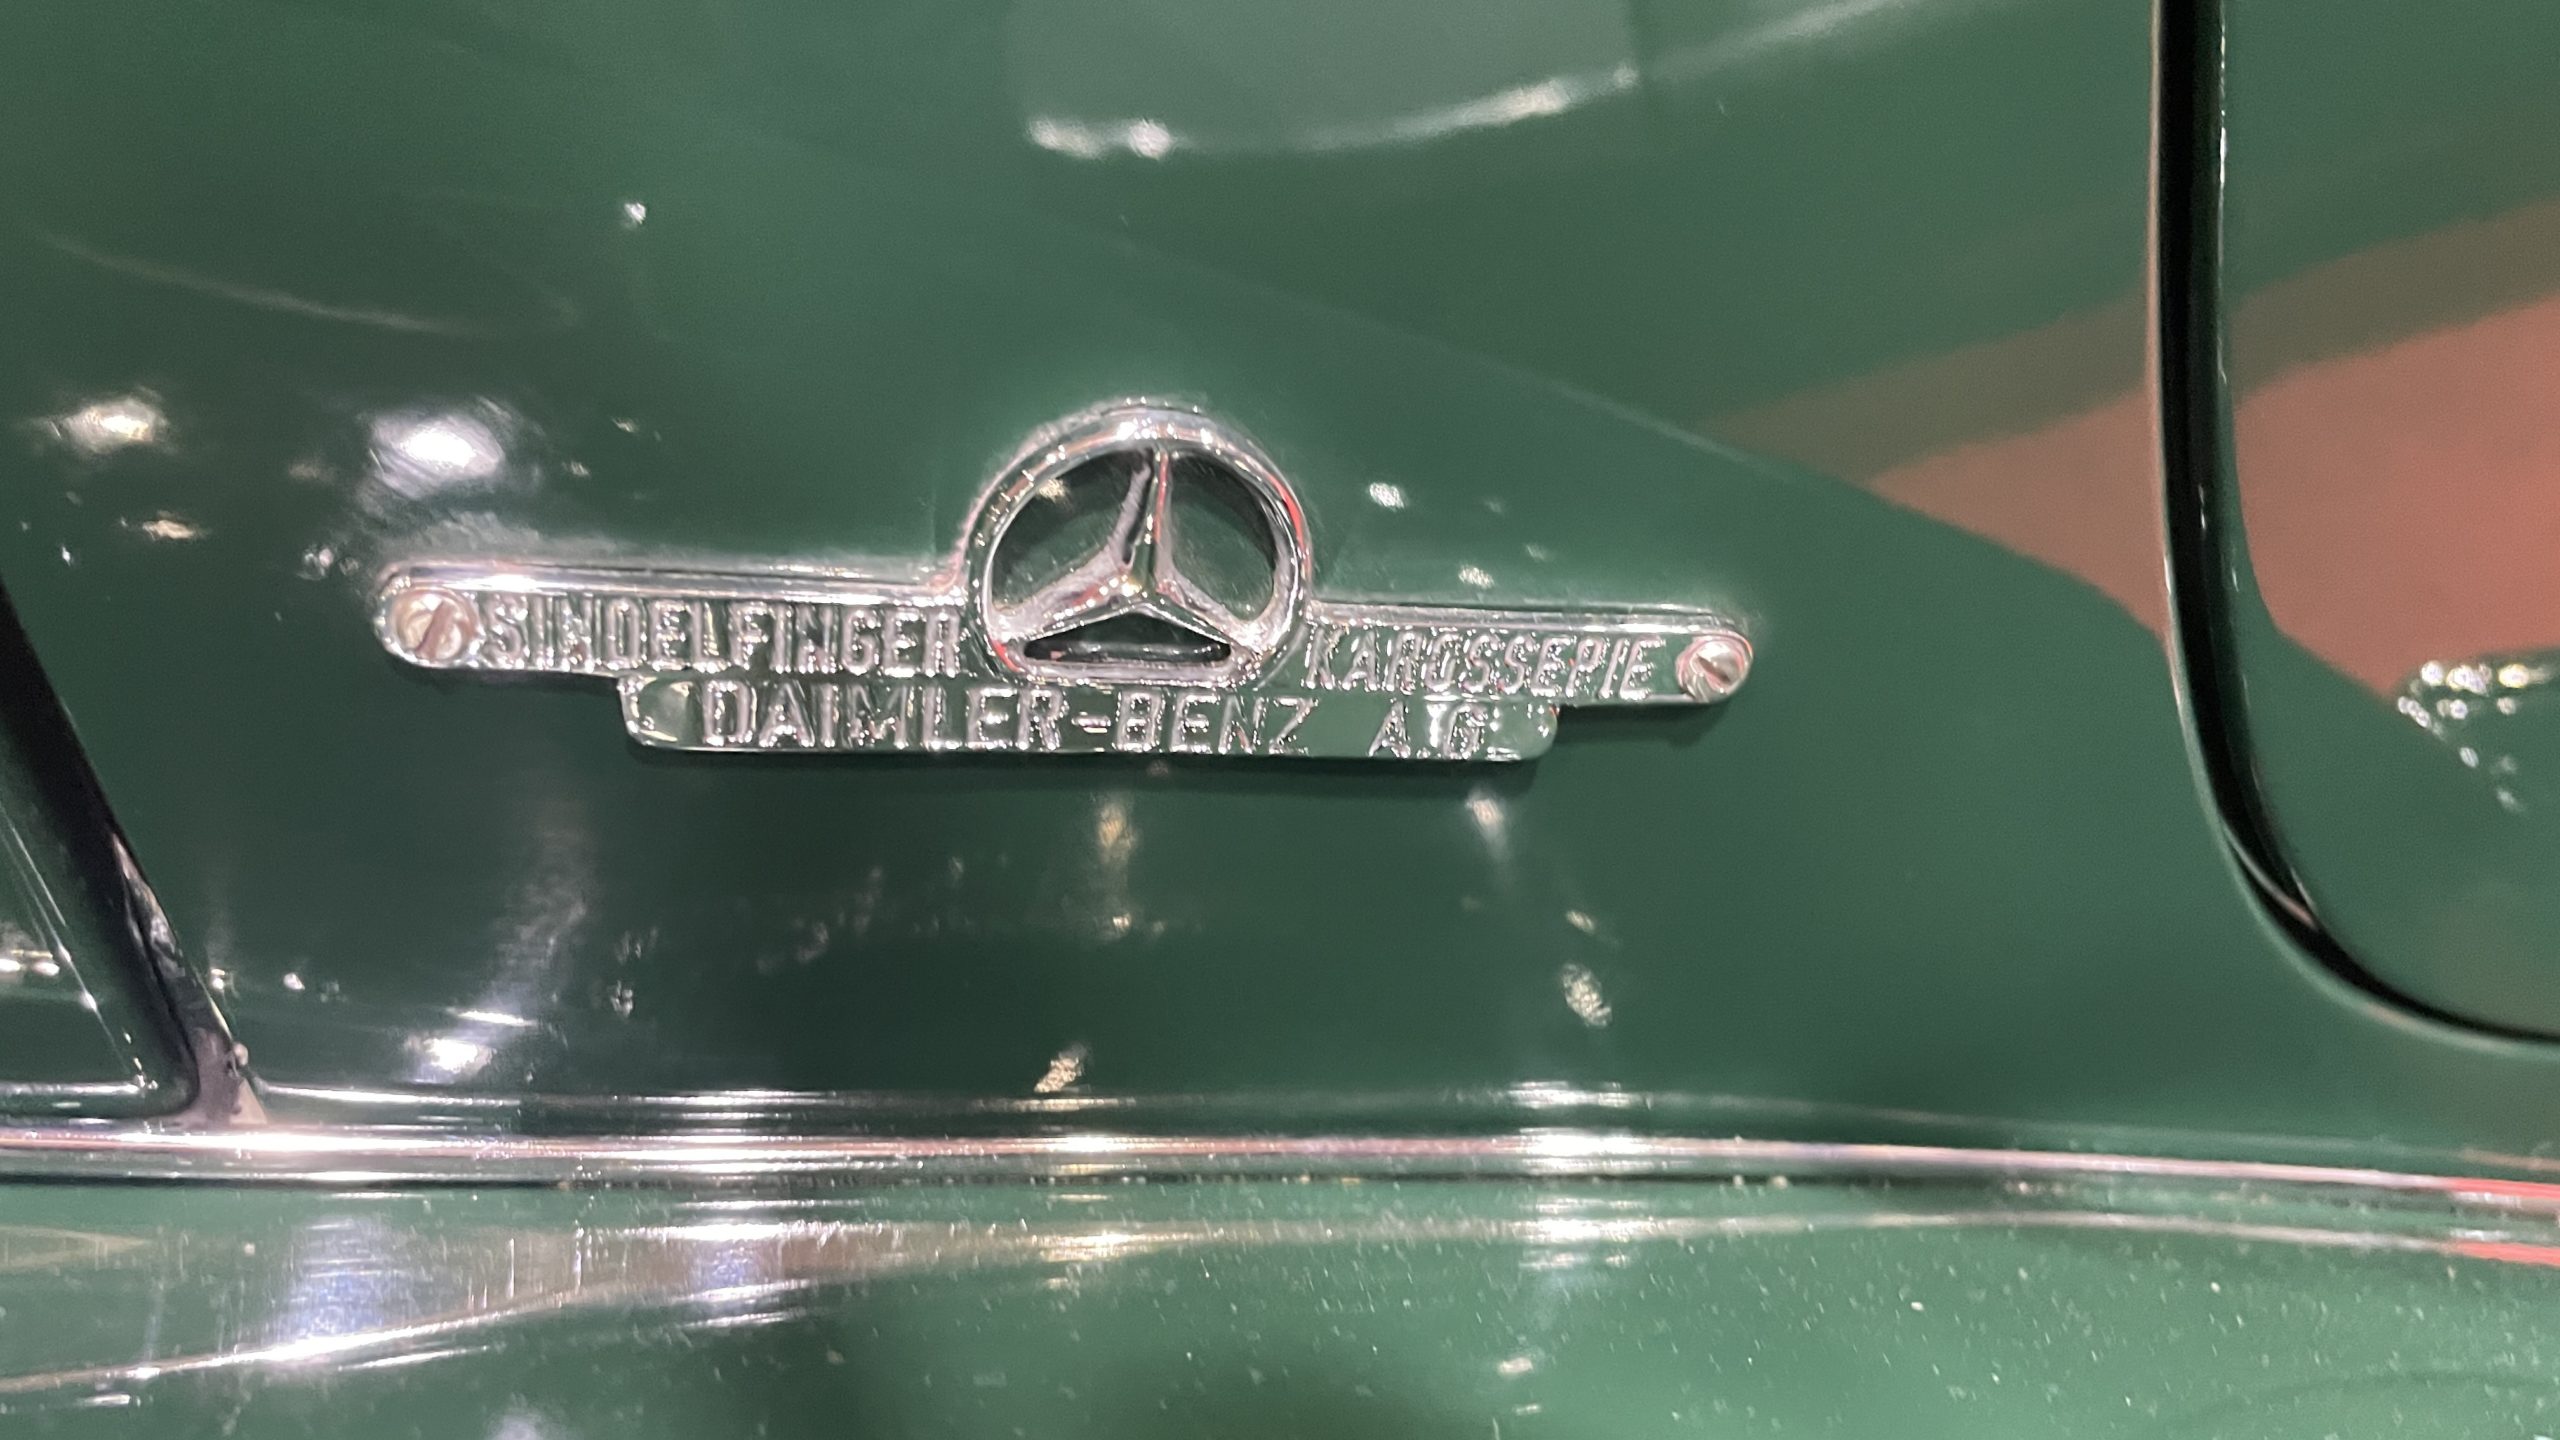 SINDELFINGER KAROSSERIE
DAIMLER-BENZ A.G.